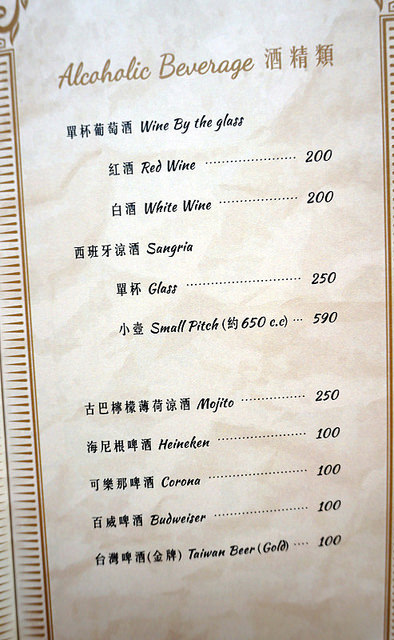 Alcoholic Beverage 酒精類
單杯葡萄酒 Wine By the glass
紅酒 Red Wine ···················· 200
白酒 White Wine ················ 200
西班牙涼酒 Sangria
單杯 Glass ························ 250
小壺 Small Pitch (約 650 c.c) ··· 590
古巴檸檬薄荷涼酒 Mojito ············· 250
海尼根啤酒 Heineken ·················· 100
可樂那啤酒 Corona ···················· 100
百威啤酒 Budweiser ··················· 100
台灣啤酒(金牌) Taiwan Beer (Gold) ···· 100